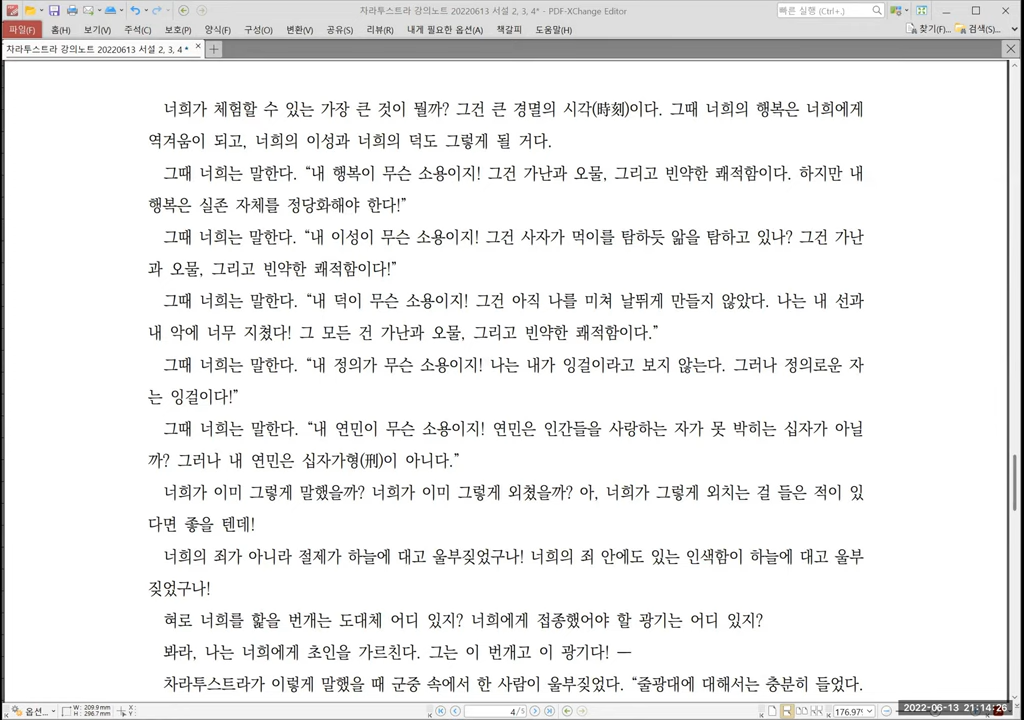 차라투스트라 강의노트 20220613 서설 2, 3, 4* - PDF-XChange Editor
빠른 실행 (Ctrl+.)
파일(F) 홈(H) 보기(V) 주석(C) 보호(P) 양식(F) 구성(O) 변환(V) 공유(S) 리뷰(R) 내게 필요한 옵션(A) 책갈피 도움말(H) 찾기(F)... 검색(S)...
차라투스트라 강의노트 20220613 서설 2, 3, 4 *
너희가 체험할 수 있는 가장 큰 것이 뭘까? 그건 큰 경멸의 시각(時刻)이다. 그때 너희의 행복은 너희에게
역겨움이 되고, 너희의 이성과 너희의 덕도 그렇게 될 거다.
그때 너희는 말한다. “내 행복이 무슨 소용이지! 그건 가난과 오물, 그리고 빈약한 쾌적함이다. 하지만 내
행복은 실존 자체를 정당화해야 한다!”
그때 너희는 말한다. “내 이성이 무슨 소용이지! 그건 사자가 먹이를 탐하듯 앎을 탐하고 있나? 그건 가난
과 오물, 그리고 빈약한 쾌적함이다!”
그때 너희는 말한다. “내 덕이 무슨 소용이지! 그건 아직 나를 미쳐 날뛰게 만들지 않았다. 나는 내 선과
내 악에 너무 지쳤다! 그 모든 건 가난과 오물, 그리고 빈약한 쾌적함이다.”
그때 너희는 말한다. “내 정의가 무슨 소용이지! 나는 내가 잉걸이라고 보지 않는다. 그러나 정의로운 자
는 잉걸이다!”
그때 너희는 말한다. “내 연민이 무슨 소용이지! 연민은 인간들을 사랑하는 자가 못 박히는 십자가 아닐
까? 그러나 내 연민은 십자가형(刑)이 아니다.”
너희가 이미 그렇게 말했을까? 너희가 이미 그렇게 외쳤을까? 아, 너희가 그렇게 외치는 걸 들은 적이 있
다면 좋을 텐데!
너희의 죄가 아니라 절제가 하늘에 대고 울부짖었구나! 너희의 죄 안에도 있는 인색함이 하늘에 대고 울부
짖었구나!
혀로 너희를 핥을 번개는 도대체 어디 있지? 너희에게 접종했어야 할 광기는 어디 있지?
봐라, 나는 너희에게 초인을 가르친다. 그는 이 번개고 이 광기다! —
차라투스트라가 이렇게 말했을 때 군중 속에서 한 사람이 울부짖었다. “줄광대에 대해서는 충분히 들었다.
옵션... W: 209.9mm H: 296.7mm X: Y: 4/5 176.97% 2022-06-13 21:14:26